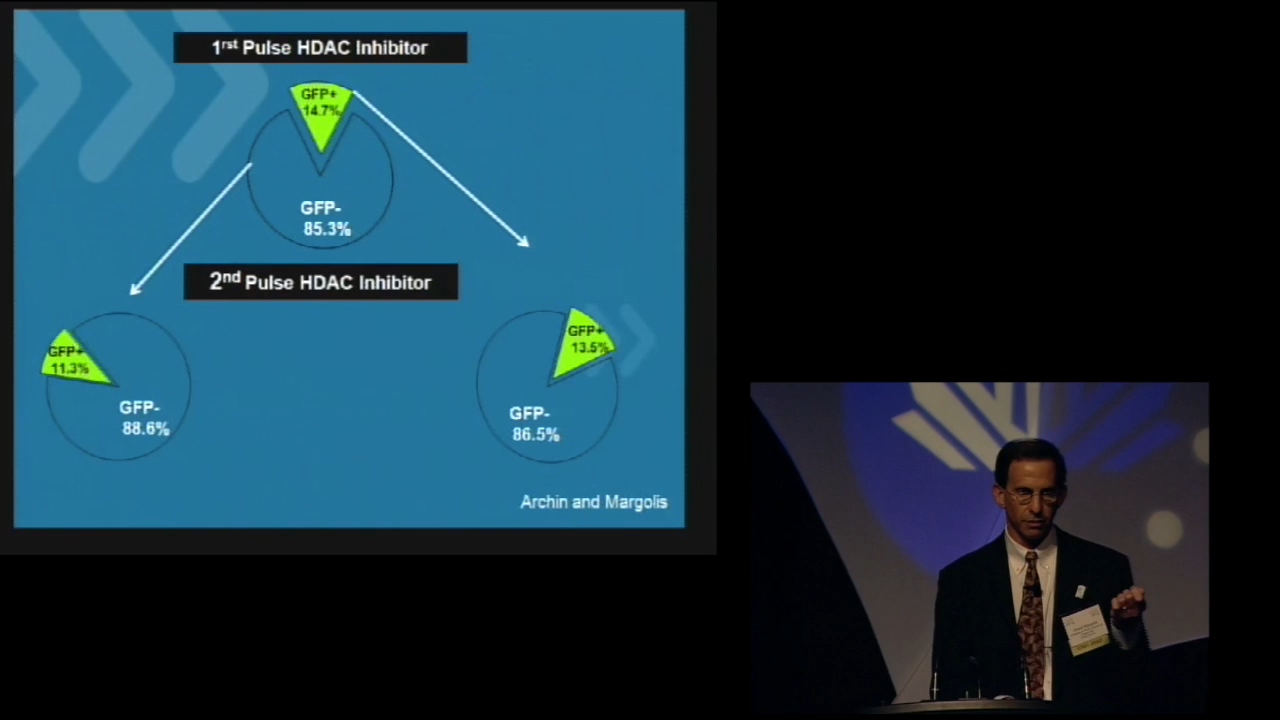 1rst Pulse HDAC Inhibitor
GFP+
14.7%
GFP-
85.3%
2nd Pulse HDAC Inhibitor
GFP+
11.3%
GFP-
88.6%
GFP+
13.5%
GFP-
86.5%
Archin and Margolis